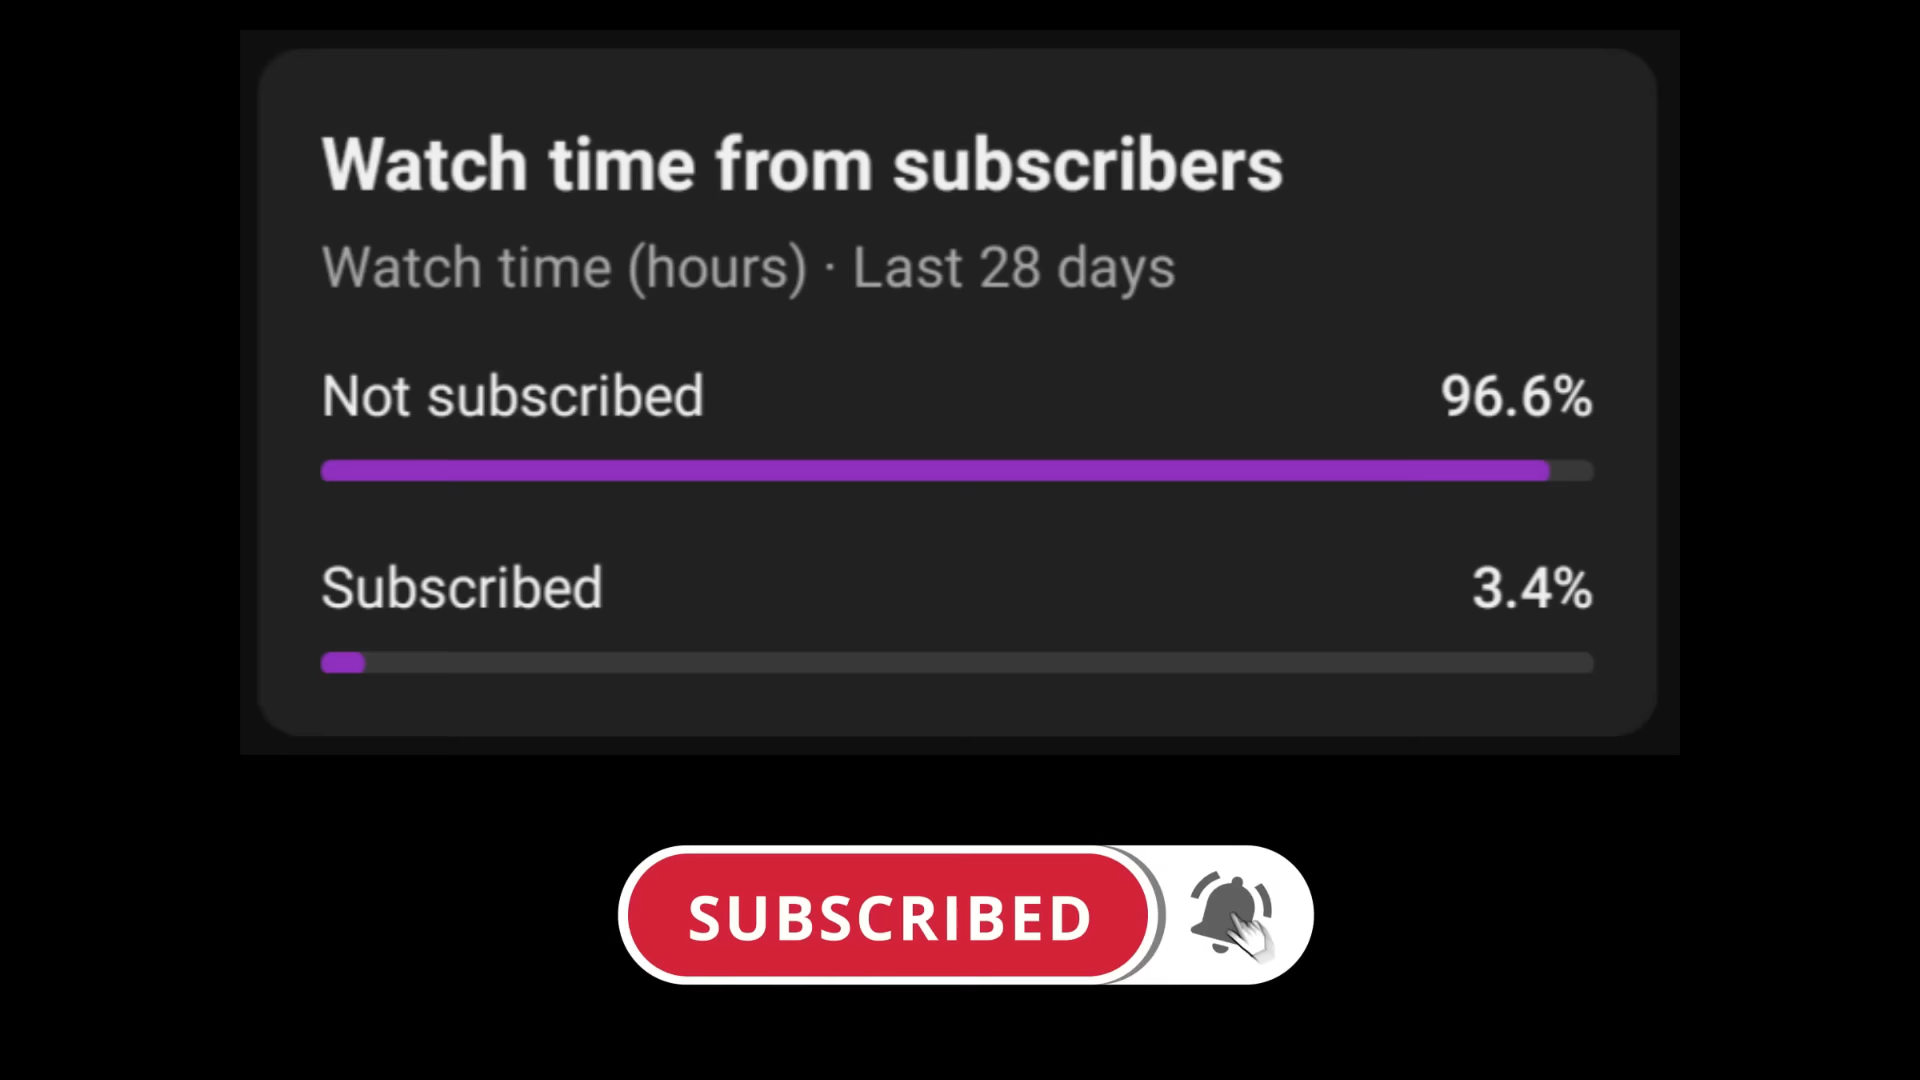 Watch time from subscribers
Watch time (hours) · Last 28 days
Not subscribed 96.6%
Subscribed 3.4%
SUBSCRIBED